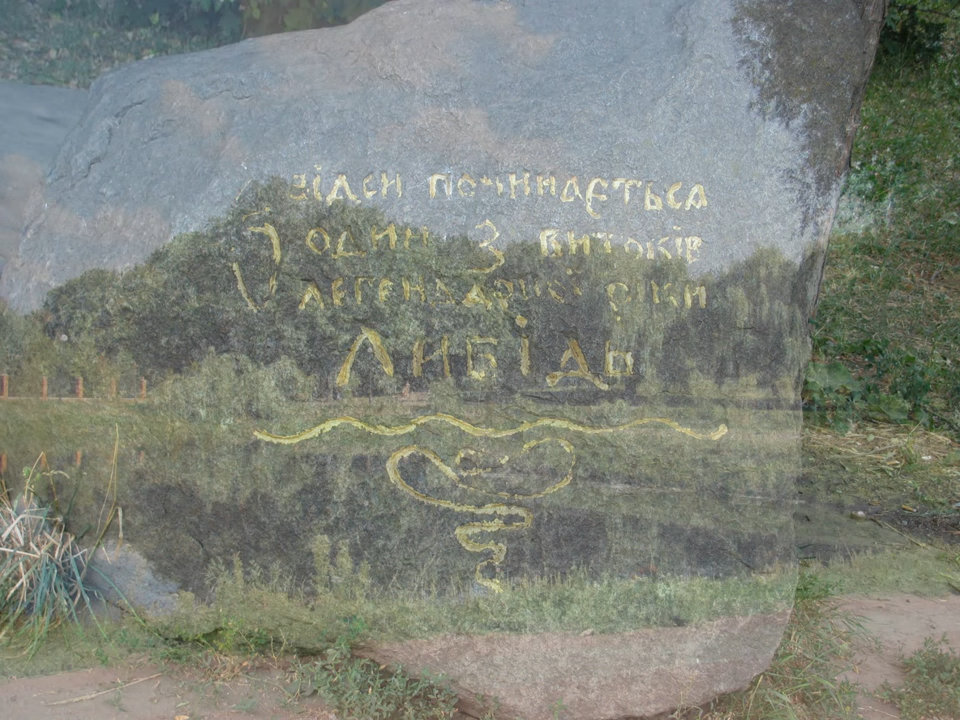 звідси починається
один з витоків
легендарної ріки
Либідь